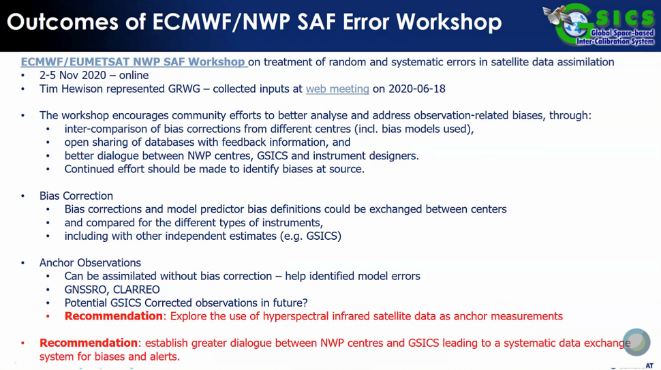 Outcomes of ECMWF/NWP SAF Error Workshop
GSICS
Global Space-based
Inter-Calibration System
ECMWF/EUMETSAT NWP SAF Workshop on treatment of random and systematic errors in satellite data assimilation
• 2-5 Nov 2020 – online
• Tim Hewison represented GRWG – collected inputs at web meeting on 2020-06-18
• The workshop encourages community efforts to better analyse and address observation-related biases, through:
• inter-comparison of bias corrections from different centres (incl. bias models used),
• open sharing of databases with feedback information, and
• better dialogue between NWP centres, GSICS and instrument designers.
• Continued effort should be made to identify biases at source.
• Bias Correction
• Bias corrections and model predictor bias definitions could be exchanged between centers
• and compared for the different types of instruments,
• including with other independent estimates (e.g. GSICS)
• Anchor Observations
• Can be assimilated without bias correction – help identified model errors
• GNSSRO, CLARREO
• Potential GSICS Corrected observations in future?
• Recommendation: Explore the use of hyperspectral infrared satellite data as anchor measurements
• Recommendation: establish greater dialogue between NWP centres and GSICS leading to a systematic data exchange
system for biases and alerts.
AT